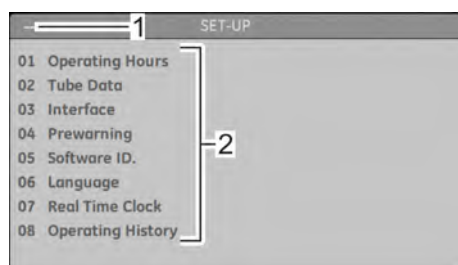 1 SET-UP
01 Operating Hours
02 Tube Data
03 Interface
04 Prewarning
2
05 Software ID.
06 Language
07 Real Time Clock
08 Operating History